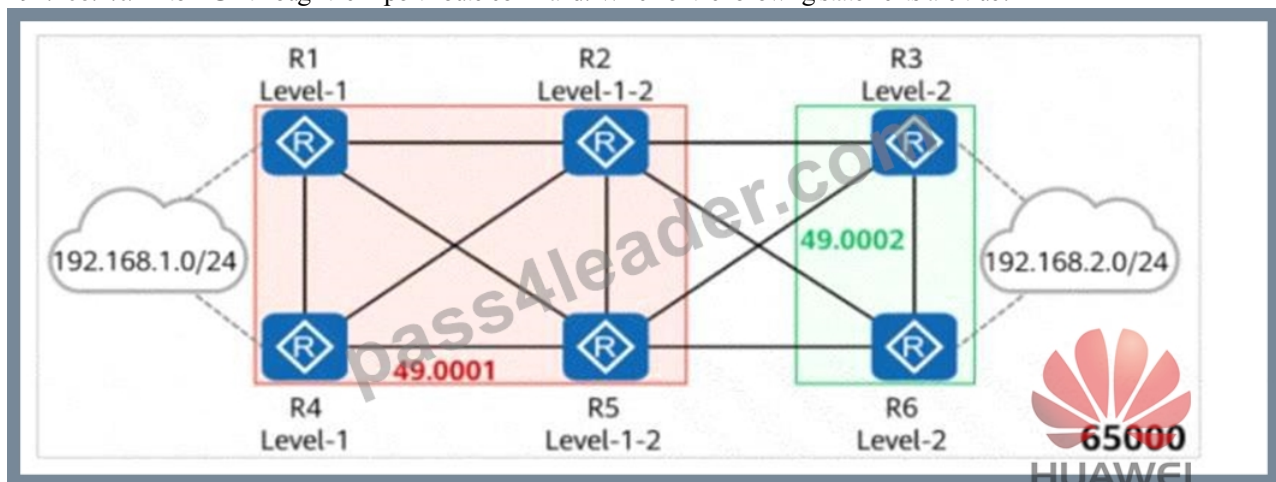 R1 R2 R3
Level-1 Level-1-2 Level-2
49.0002
192.168.1.0/24 192.168.2.0/24
pass4leader.com
49.0001
R4 R5 R6
Level-1 Level-1-2 Level-2
65000
HUAWEI